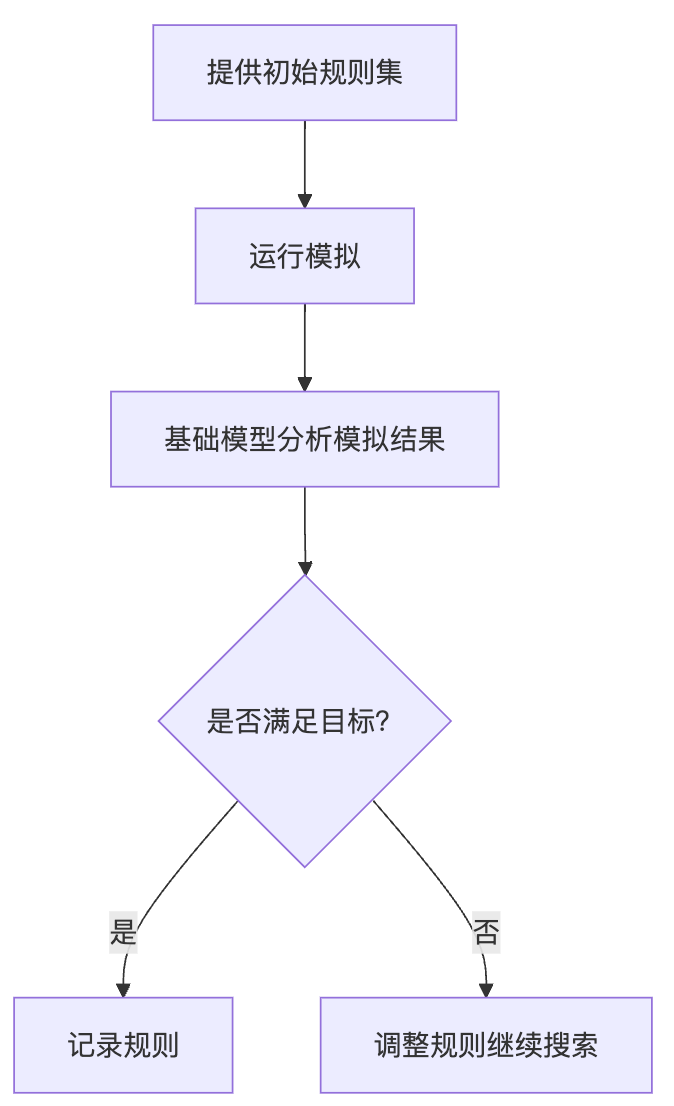 提供初始规则集
运行模拟
基础模型分析模拟结果
是否满足目标?
是
否
记录规则
调整规则继续搜索